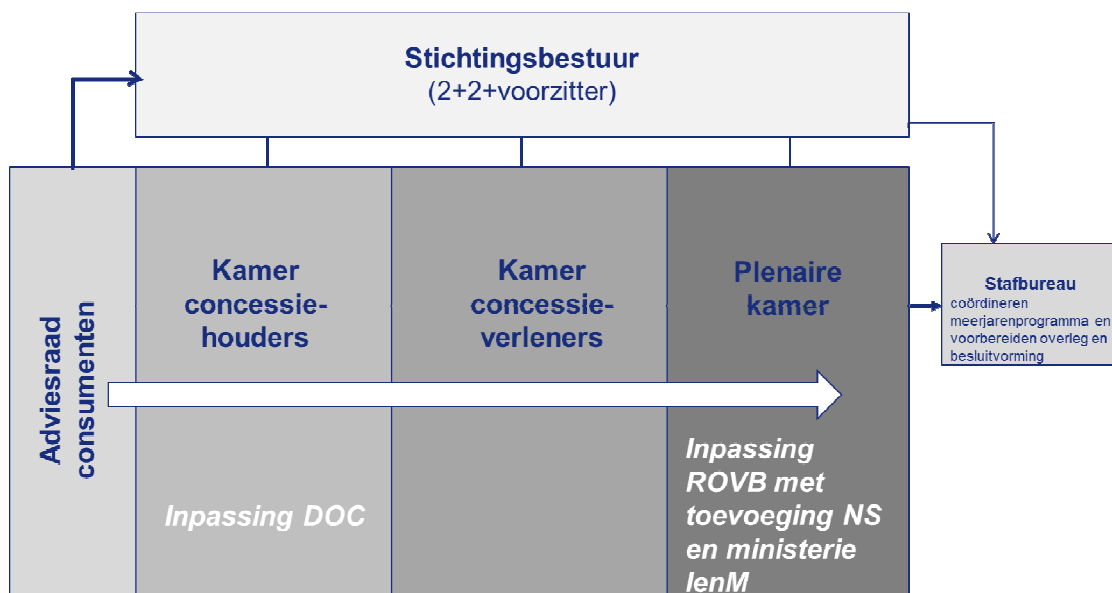 Stichtingsbestuur
(2+2+voorzitter)
Adviesraad
consumenten
Kamer
concessie-
houders
Inpassing DOC
Kamer
concessie-
verleners
Plenaire
kamer
Inpassing
ROVB met
toevoeging NS
en ministerie
IenM
Stafbureau
coördineren
meerjarenprogramma en
voorbereiden overleg en
besluitvorming